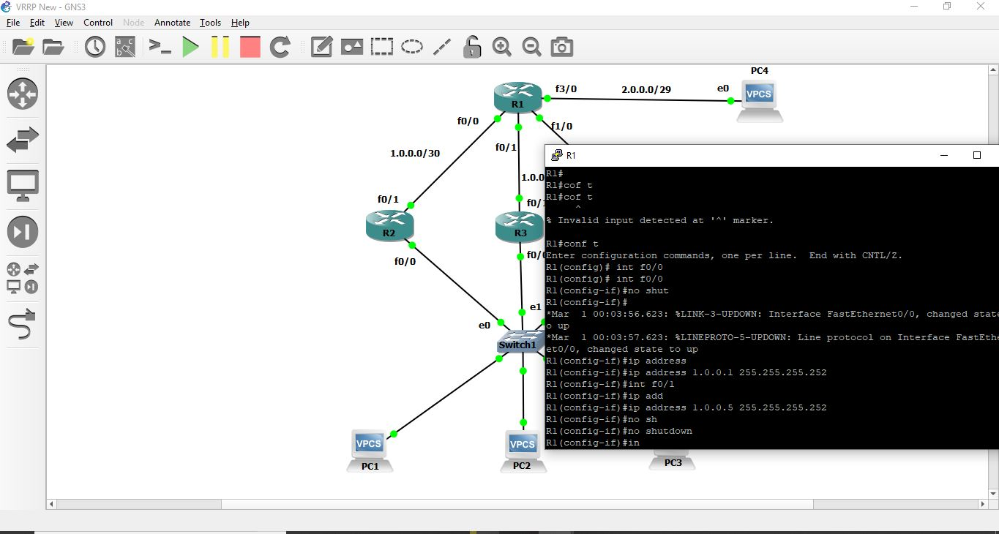 VRRP New - GNS3
File Edit View Control Node Annotate Tools Help
PC4
f3/0 2.0.0.0/29 e0
VPCS
R1
f0/0
f1/0
f0/1
1.0.0.0/30
R1
R1#
1.0.0
R1#cof t
R1#cof t
^
f0/1
f0/1
% Invalid input detected at '^' marker.
R2
R3
R1#conf t
f0/0
f0/0
Enter configuration commands, one per line. End with CNTL/Z.
R1(config)# int f0/0
R1(config)# int f0/0
R1(config-if)#no shut
R1(config-if)#
e1
*Mar 1 00:03:56.623: %LINK-3-UPDOWN: Interface FastEthernet0/0, changed state
e0
o up
*Mar 1 00:03:57.623: %LINEPROTO-5-UPDOWN: Line protocol on Interface FastEthe
Switch1
et0/0, changed state to up
R1(config-if)#ip address
R1(config-if)#ip address 1.0.0.1 255.255.255.252
R1(config-if)#int f0/1
R1(config-if)#ip add
R1(config-if)#ip address 1.0.0.5 255.255.255.252
R1(config-if)#no sh
R1(config-if)#no shutdown
R1(config-if)#in
VPCS
VPCS
PC1
PC2
PC3